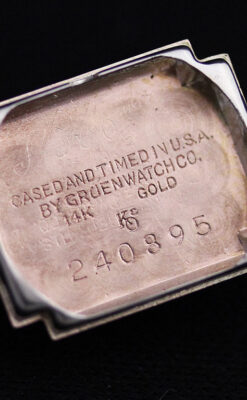 CASED AND TIMED IN U.S.A.
BY GRUEN WATCH CO.
14K GOLD
240895